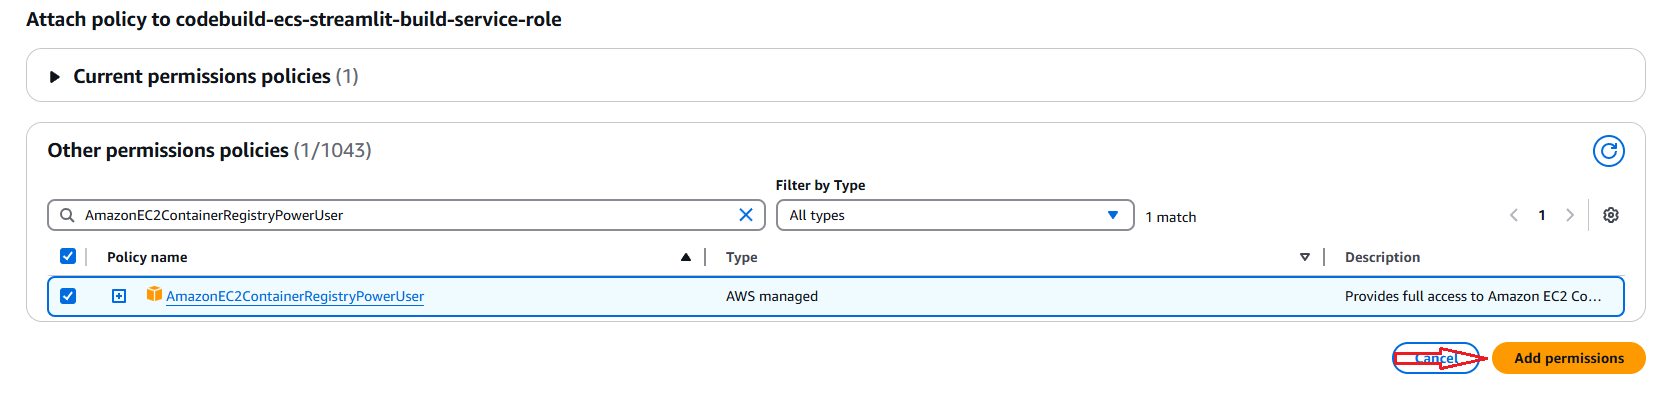 Attach policy to codebuild-ecs-streamlit-build-service-role
Current permissions policies (1)
Other permissions policies (1/1043)
Filter by Type
AmazonEC2ContainerRegistryPowerUser
All types
1 match
1
Policy name
Type
Description
AmazonEC2ContainerRegistryPowerUser
AWS managed
Provides full access to Amazon EC2 Co...
Cancel
Add permissions